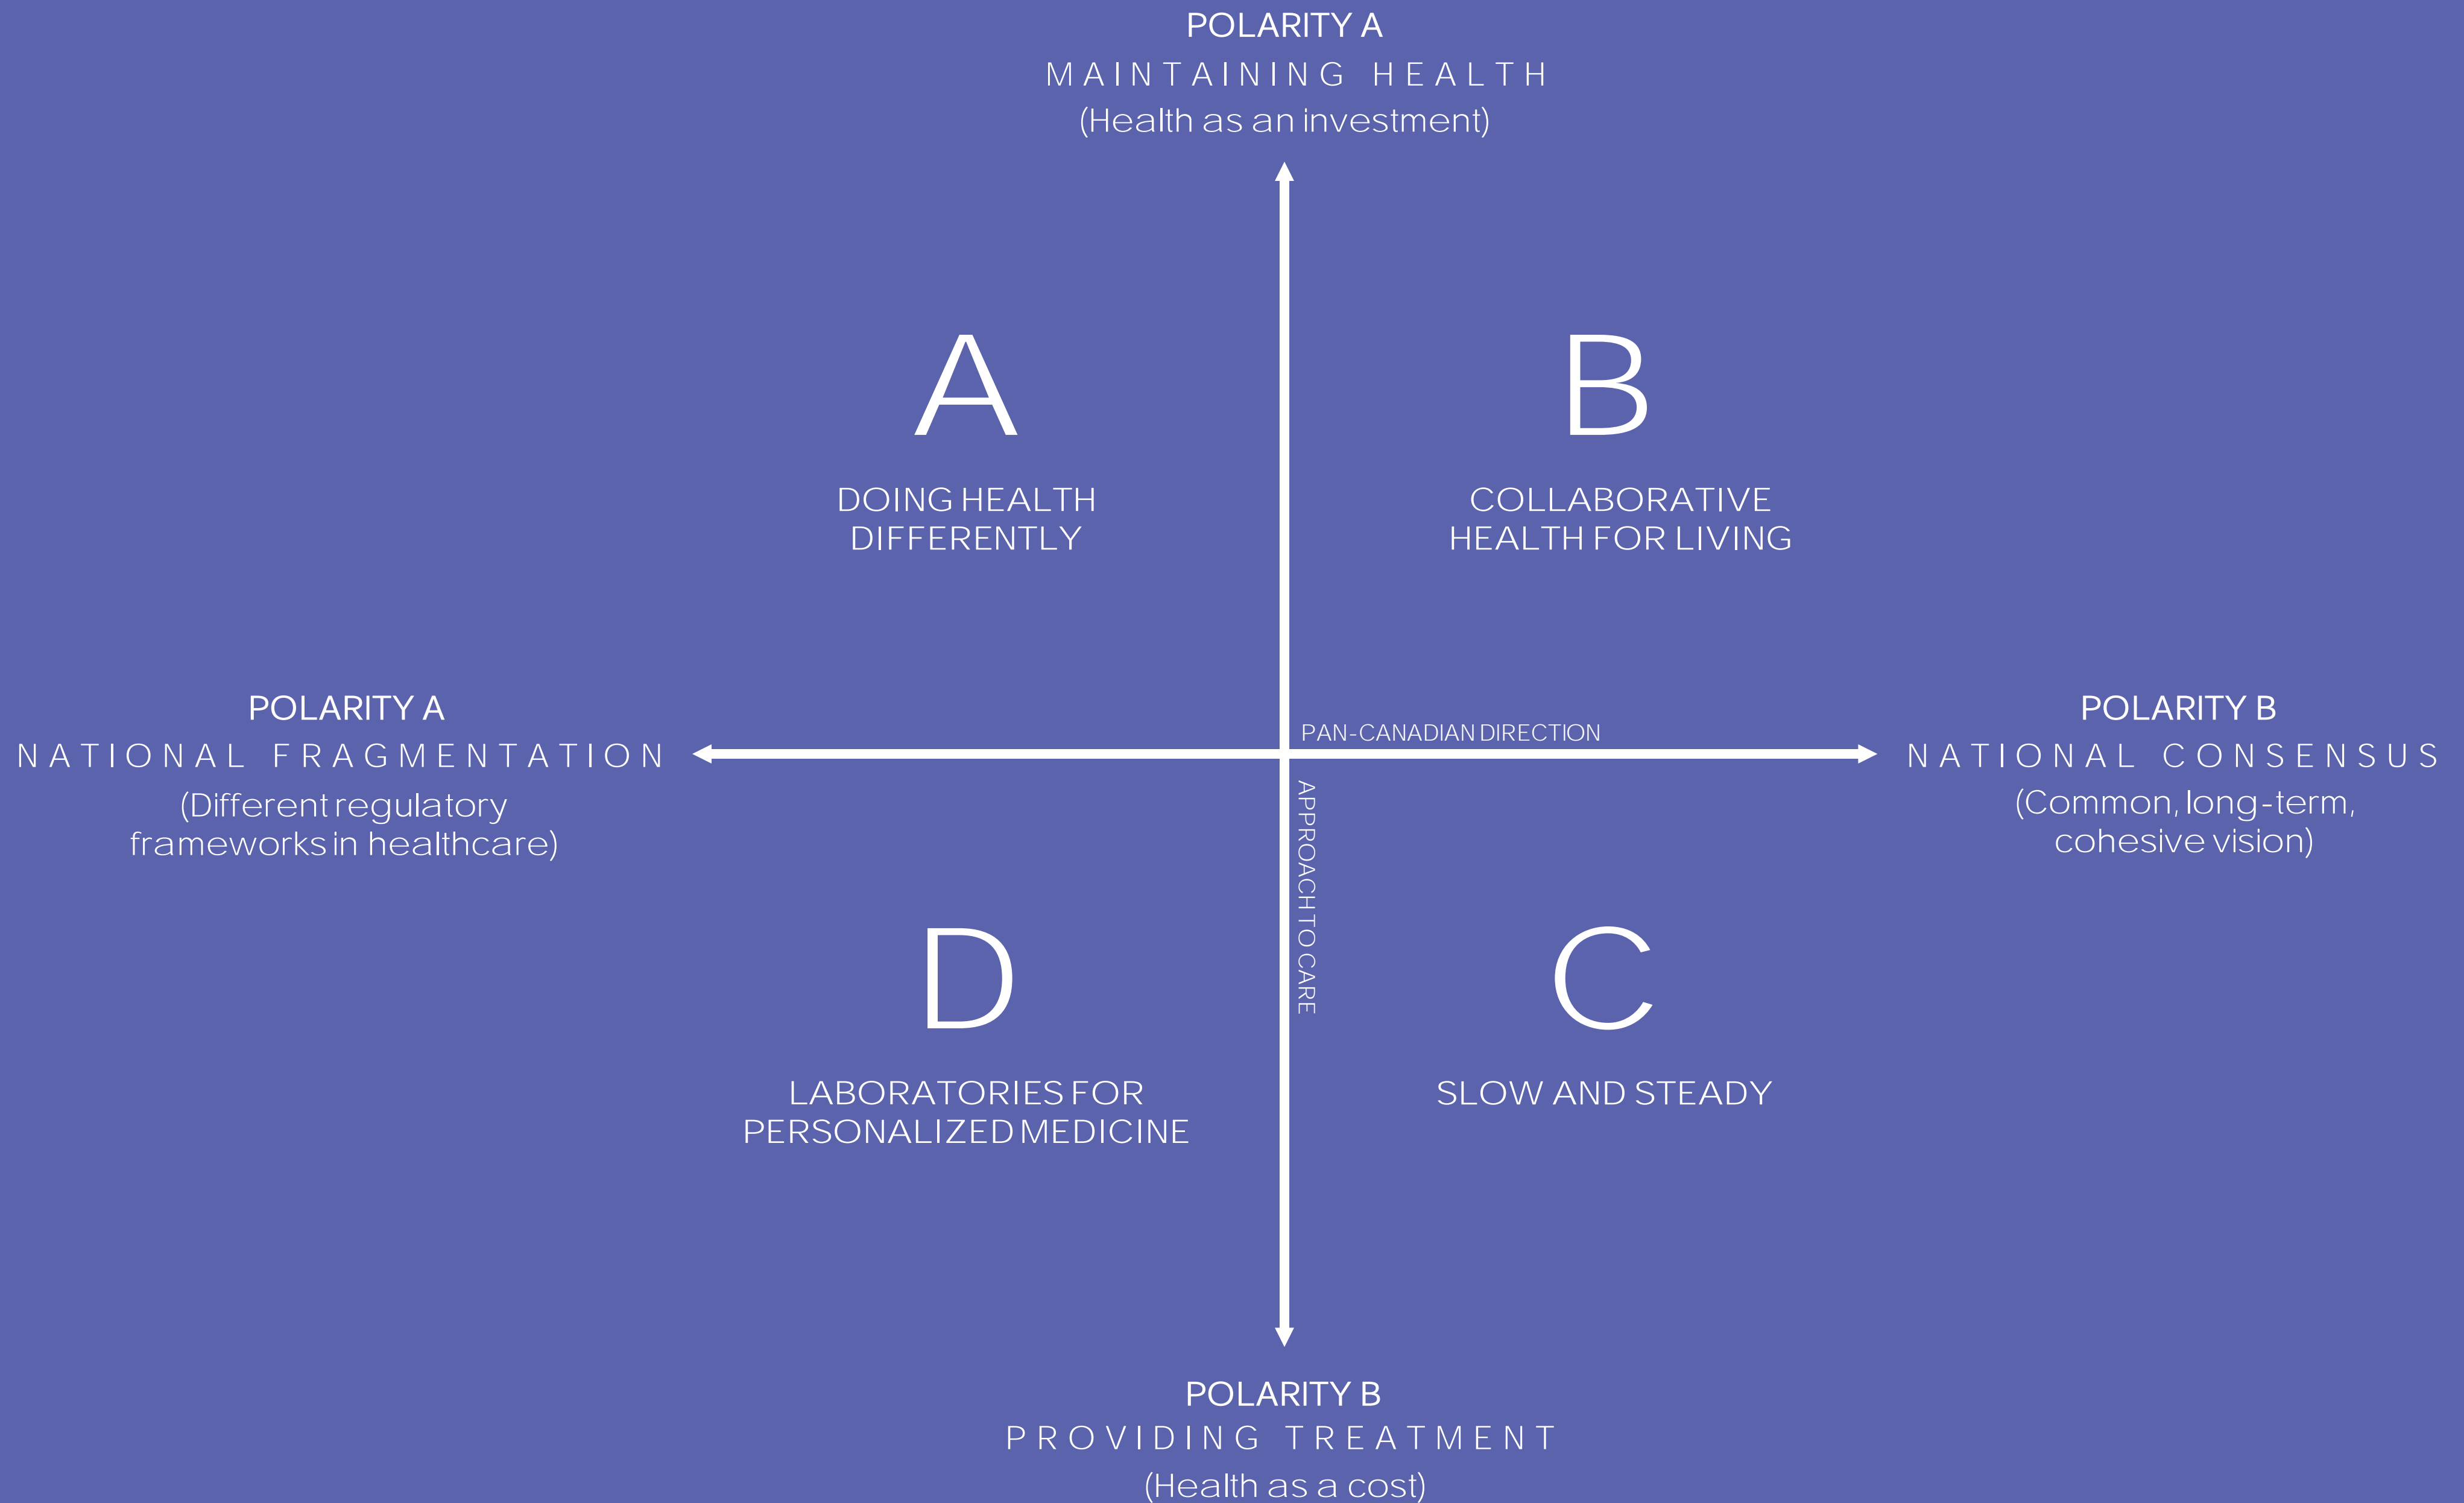 POLARITY A
MAINTAINING HEALTH
(Health as an investment)
A
DOING HEALTH
DIFFERENTLY
B
COLLABORATIVE
HEALTH FOR LIVING
POLARITY A
NATIONAL FRAGMENTATION
(Different regulatory
frameworks in healthcare)
PAN-CANADIAN DIRECTION
APPROACH TO CARE
POLARITY B
NATIONAL CONSENSUS
(Common, long-term,
cohesive vision)
D
LABORATORIES FOR
PERSONALIZED MEDICINE
C
SLOW AND STEADY
POLARITY B
PROVIDING TREATMENT
(Health as a cost)